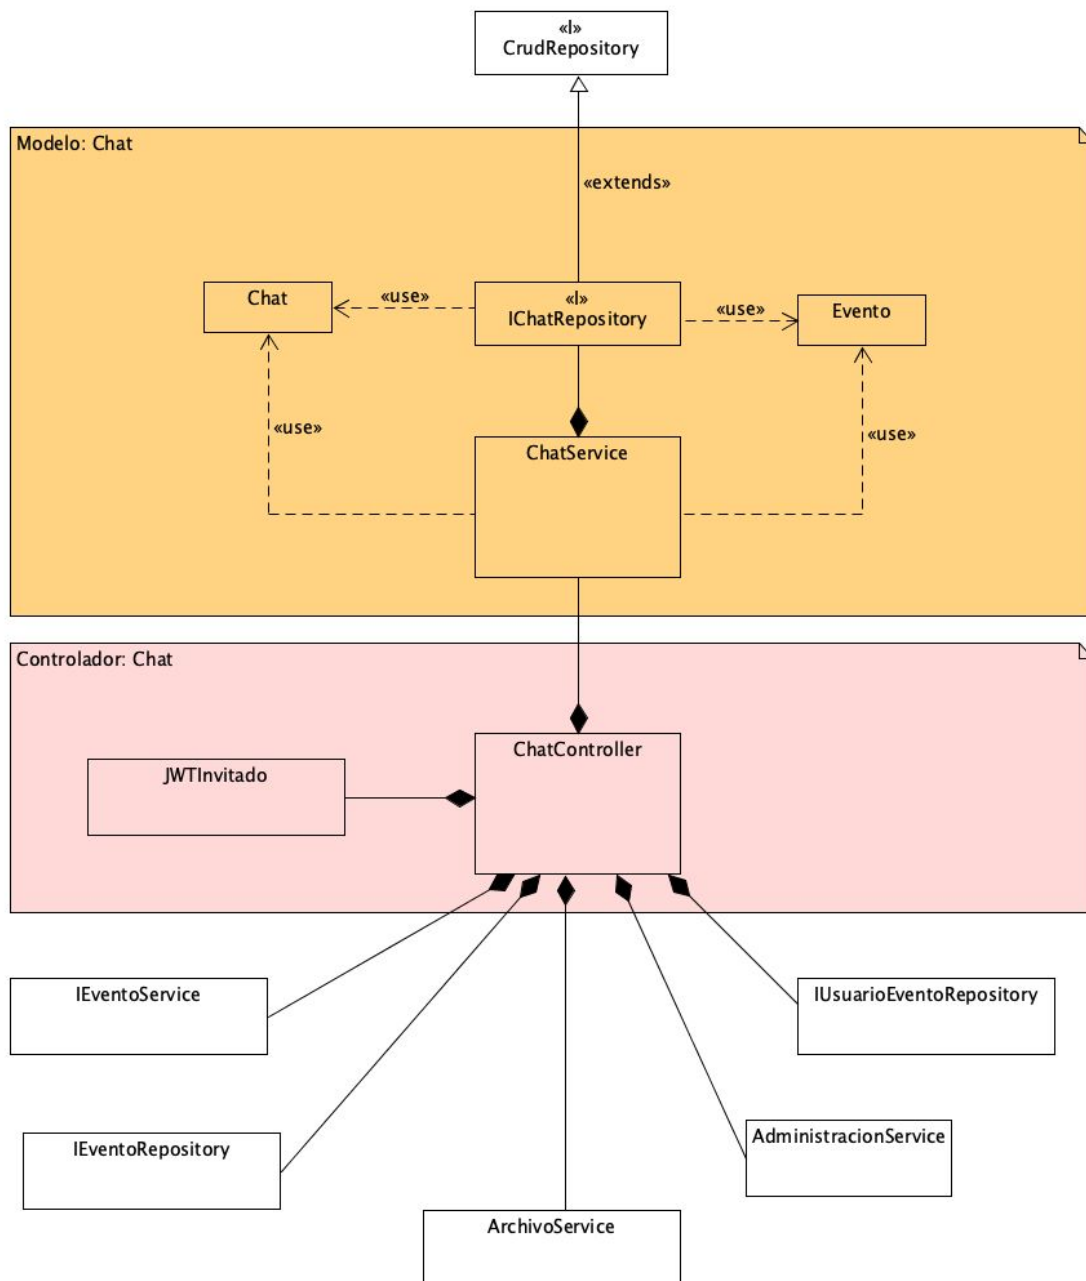 «I»
CrudRepository
Modelo: Chat
«extends»
Chat
«use»
«I»
IChatRepository
«use»
Evento
«use»
ChatService
«use»
Controlador: Chat
ChatController
JWTInvitado
IEventoService
IUsuarioEventoRepository
IEventoRepository
AdministracionService
ArchivoService